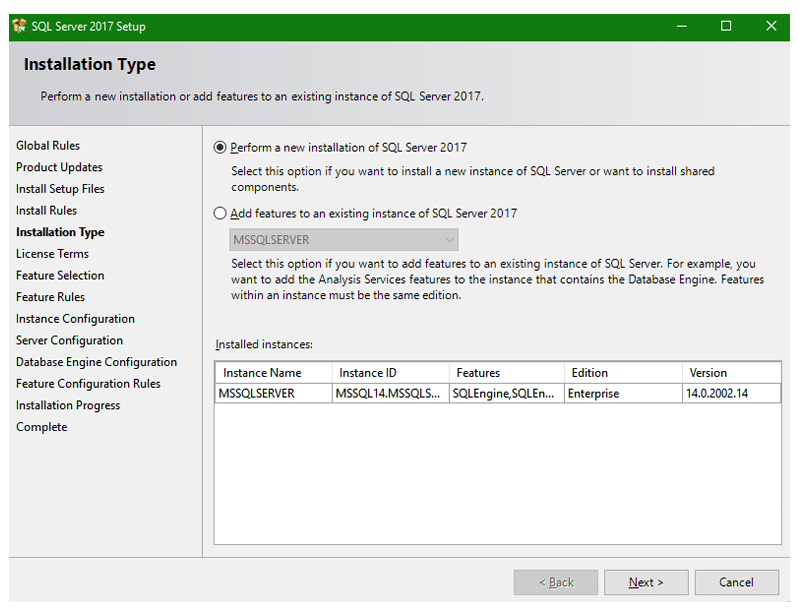 SQL Server 2017 Setup
Installation Type
Perform a new installation or add features to an existing instance of SQL Server 2017.
Global Rules
Product Updates
Install Setup Files
Install Rules
Installation Type
License Terms
Feature Selection
Feature Rules
Instance Configuration
Server Configuration
Database Engine Configuration
Feature Configuration Rules
Installation Progress
Complete
Perform a new installation of SQL Server 2017
Select this option if you want to install a new instance of SQL Server or want to install shared
components.
Add features to an existing instance of SQL Server 2017
MSSQLSERVER
Select this option if you want to add features to an existing instance of SQL Server. For example, you
want to add the Analysis Services features to the instance that contains the Database Engine. Features
within an instance must be the same edition.
Installed instances:
Instance Name Instance ID Features Edition Version
MSSQLSERVER MSSQL14.MSSQLS... SQLEngine,SQLEn... Enterprise 14.0.2002.14
< Back Next > Cancel